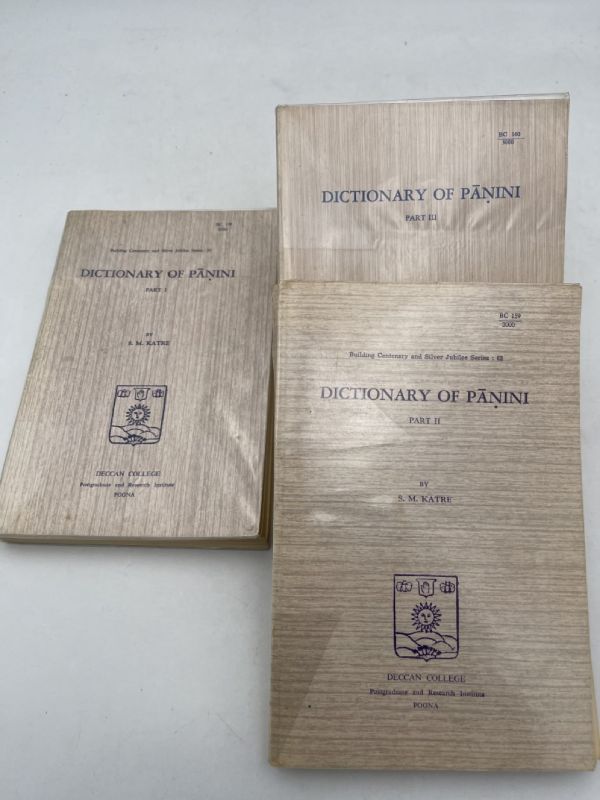 Building Centenary and Silver Jubilee Series :
DICTIONARY OF PĀṆINI
PART I
BY
S. M. KATRE
DECCAN COLLEGE
Postgraduate and Research Institute
POONA
BC 160
3000
DICTIONARY OF PĀṆINI
PART III
BC 159
3000
Building Centenary and Silver Jubilee Series : 62
DICTIONARY OF PĀṆINI
PART II
BY
S. M. KATRE
DECCAN COLLEGE
Postgraduate and Research Institute
POONA